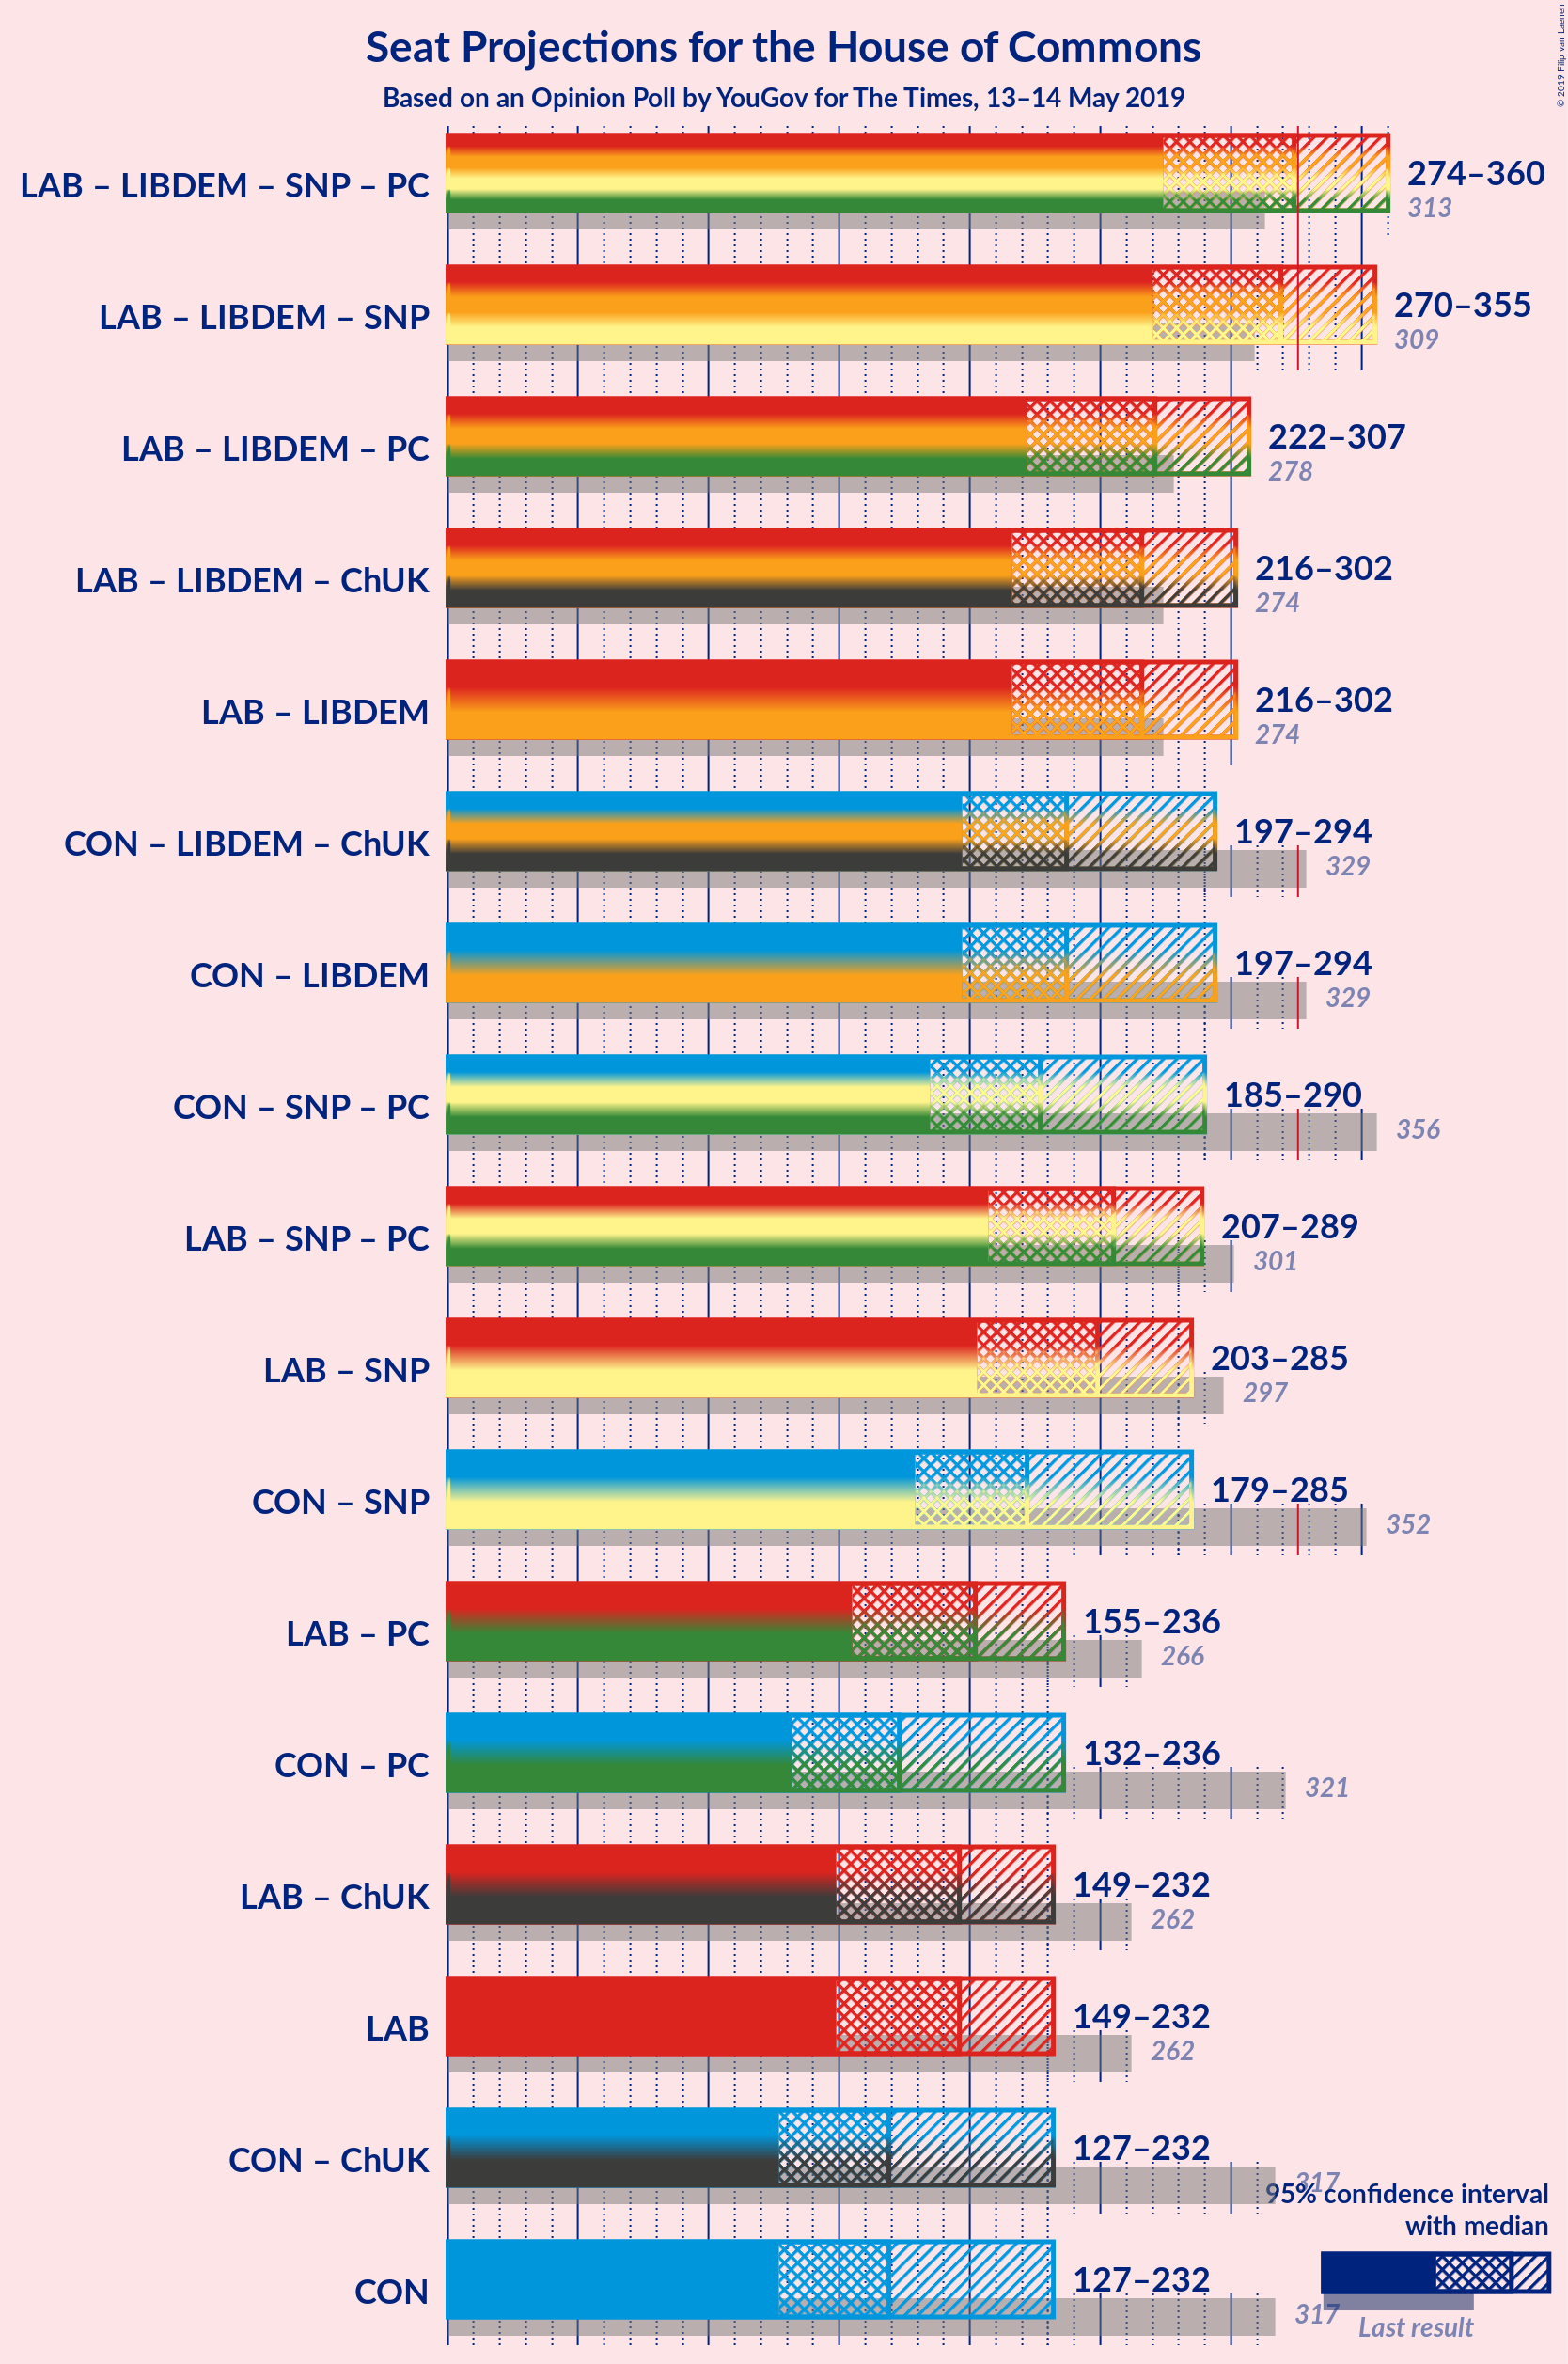 Seat Projections for the House of Commons
Based on an Opinion Poll by YouGov for The Times, 13–14 May 2019
© 2019 Filip van Laenen
LAB – LIBDEM – SNP – PC
274–360
313
LAB – LIBDEM – SNP
270–355
309
LAB – LIBDEM – PC
222–307
278
LAB – LIBDEM – ChUK
216–302
274
LAB – LIBDEM
216–302
274
CON – LIBDEM – ChUK
197–294
329
CON – LIBDEM
197–294
329
CON – SNP – PC
185–290
356
LAB – SNP – PC
207–289
301
LAB – SNP
203–285
297
CON – SNP
179–285
352
LAB – PC
155–236
266
CON – PC
132–236
321
LAB – ChUK
149–232
262
LAB
149–232
262
CON – ChUK
127–232
317
CON
127–232
317
95% confidence interval
with median
Last result